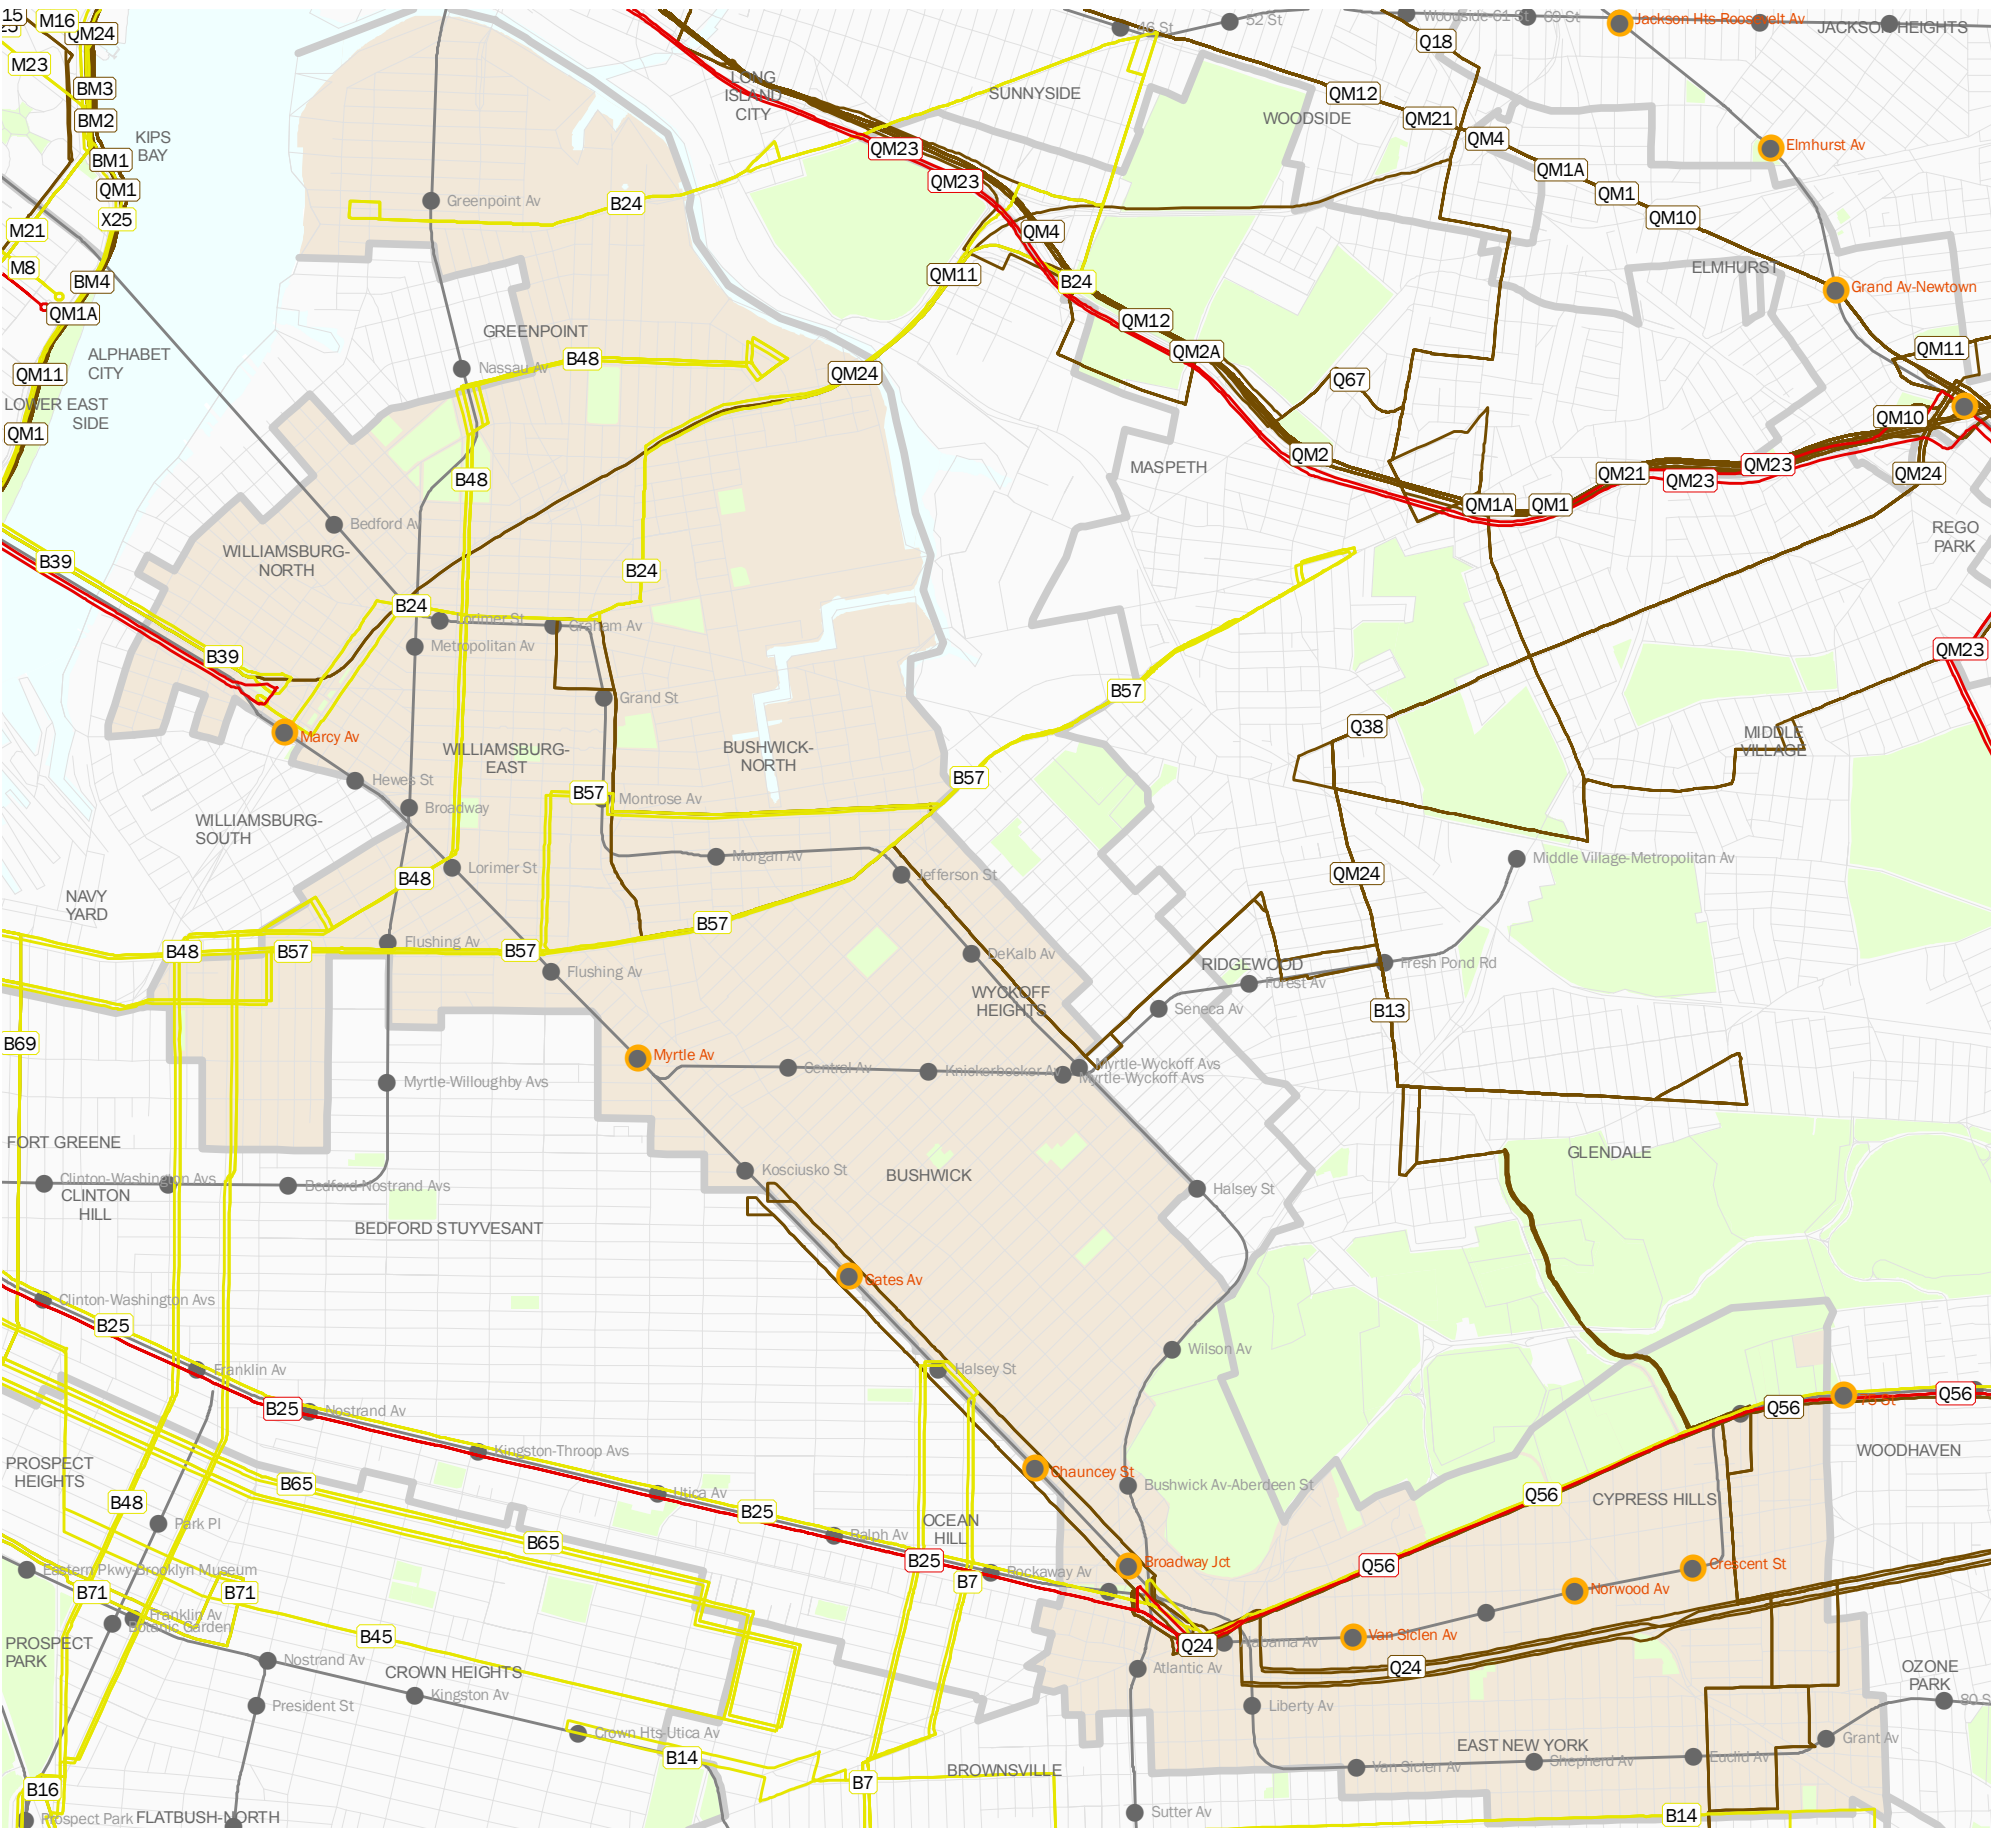 15
M16
QM24
M23
BM3
BM2
KIPS
BAY
BM1
QM1
X25
M21
M8
BM4
QM1A
ALPHABET
CITY
QM11
LOWER EAST
SIDE
QM1
46 St
52 St
Woodside-61 St
69 St
Jackson Hts-Roosevelt Av
JACKSON HEIGHTS
Q18
LONG
ISLAND
CITY
SUNNYSIDE
QM12
QM21
WOODSIDE
QM4
Elmhurst Av
QM23
QM1A
QM23
QM1
Greenpoint Av
B24
QM10
QM4
QM11
B24
ELMHURST
Grand Av-Newtown
QM12
GREENPOINT
QM2A
QM11
B48
Nassau Av
QM24
Q67
QM10
QM2
MASPETH
QM21
QM23
QM23
QM24
B48
QM1A
QM1
Bedford Av
REGO
PARK
WILLIAMSBURG-
NORTH
B39
B24
B24
Lorimer St
Graham Av
Metropolitan Av
B39
QM23
B57
Grand St
Q38
Marcy Av
WILLIAMSBURG-
EAST
BUSHWICK-
NORTH
MIDDLE
VILLAGE
Hewes St
B57
B57
Montrose Av
Broadway
WILLIAMSBURG-
SOUTH
Morgan Av
Middle Village-Metropolitan Av
Lorimer St
Jefferson St
B48
QM24
NAVY
YARD
B57
Flushing Av
B48
B57
B57
DeKalb Av
Flushing Av
RIDGEWOOD
Fresh Pond Rd
Forest Av
WYCKOFF
HEIGHTS
Seneca Av
B13
B69
Myrtle Av
Central Av
Knickerbocker Av
Myrtle-Wyckoff Avs
Myrtle-Wyckoff Avs
Myrtle-Willoughby Avs
FORT GREENE
GLENDALE
Clinton-Washington Avs
Kosciusko St
BUSHWICK
CLINTON
HILL
Bedford-Nostrand Avs
Halsey St
BEDFORD STUYVESANT
Gates Av
Clinton-Washington Avs
B25
Wilson Av
Franklin Av
Halsey St
B25
Nostrand Av
Q56
Q56
75 St
Kingston-Throop Avs
WOODHAVEN
PROSPECT
HEIGHTS
Chauncey St
B65
Utica Av
Bushwick Av-Aberdeen St
Q56
CYPRESS HILLS
B48
B25
Park Pl
OCEAN
HILL
Ralph Av
B65
B25
Broadway Jct
Q56
Crescent St
Eastern Pkwy-Brooklyn Museum
Rockaway Av
B7
Norwood Av
B71
B71
Franklin Av
Botanic Garden
PROSPECT
PARK
B45
Van Siclen Av
Q24
Alabama Av
Nostrand Av
CROWN HEIGHTS
Atlantic Av
Q24
OZONE
PARK
Kingston Av
President St
Liberty Av
80 S
Crown Hts-Utica Av
B14
EAST NEW YORK
Grant Av
BROWNSVILLE
Van Siclen Av
Shepherd Av
Euclid Av
B16
B7
Prospect Park
FLATBUSH-NORTH
Sutter Av
B14